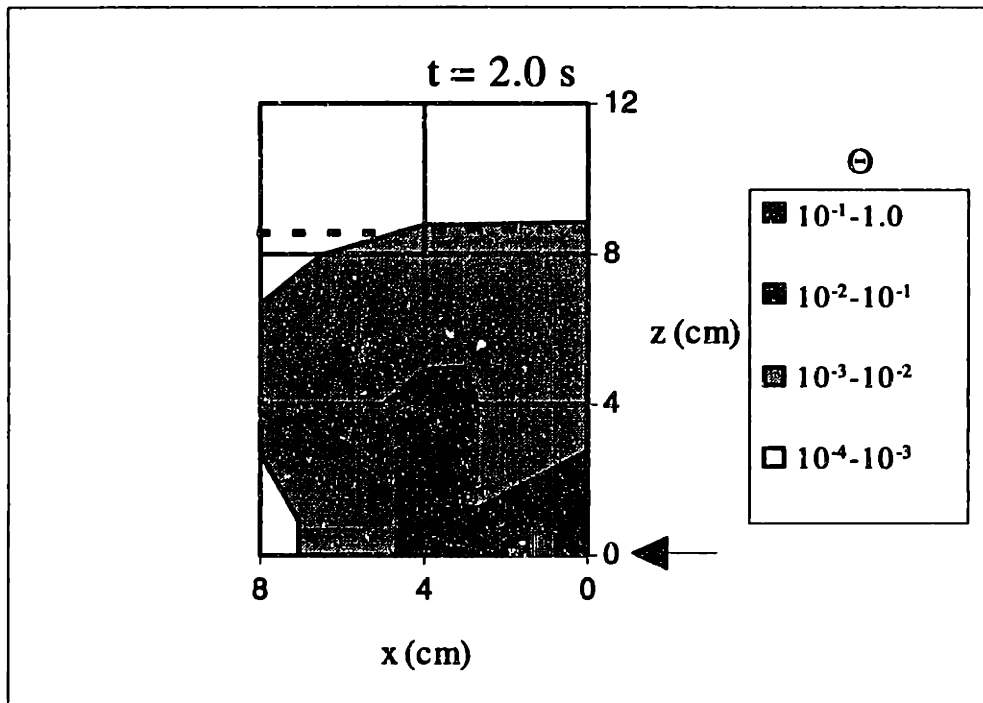 t = 2.0 s
12
8
4
0
z (cm)
8 4 0
x (cm)
Θ
10⁻¹-1.0
10⁻²-10⁻¹
10⁻³-10⁻²
10⁻⁴-10⁻³